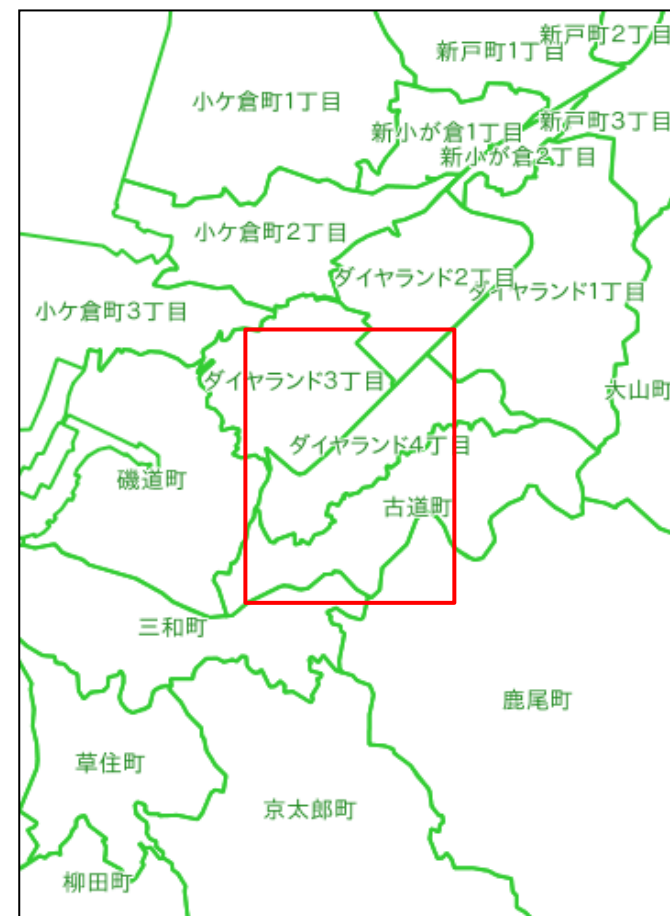 新戸町2丁目
新戸町1丁目
小ケ倉町1丁目
新戸町3丁目
新小が倉1丁目
新小が倉2丁目
小ケ倉町2丁目
ダイヤランド2丁目
ダイヤランド1丁目
小ケ倉町3丁目
ダイヤランド3丁目
大山町
ダイヤランド4丁目
磯道町
古道町
三和町
鹿尾町
草住町
京太郎町
柳田町